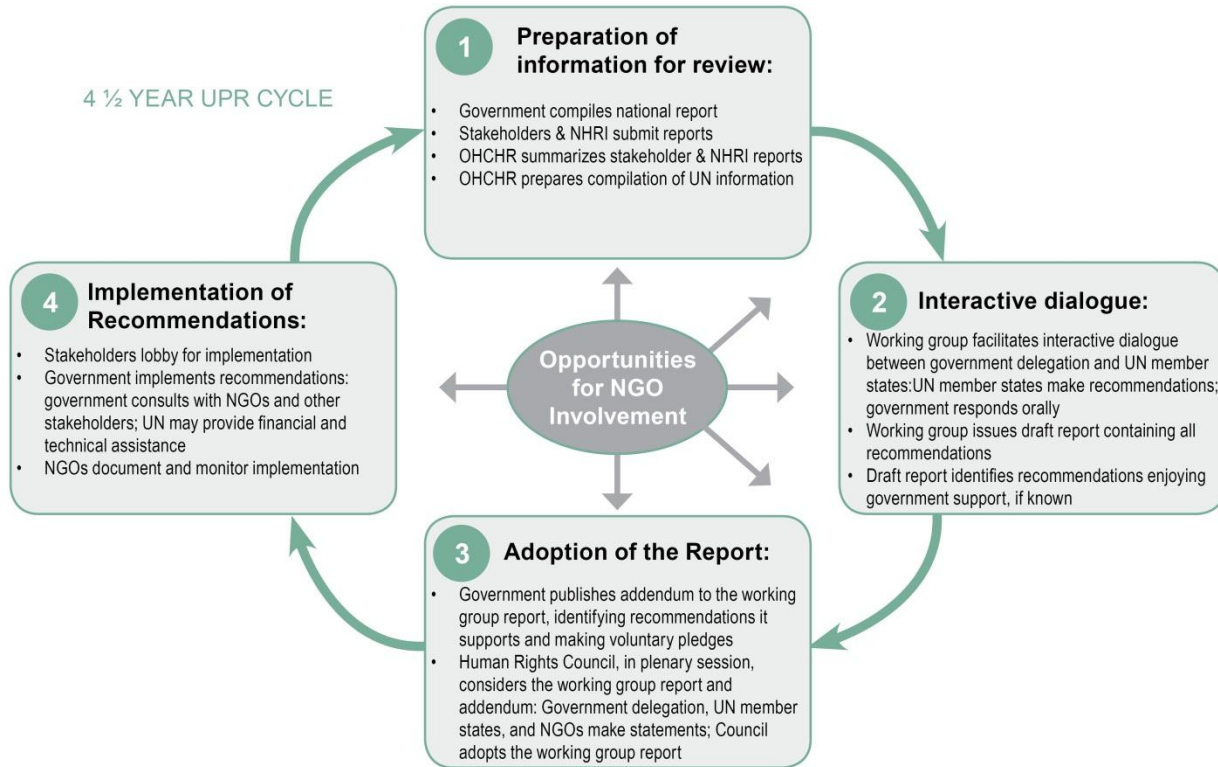 4 ½ YEAR UPR CYCLE
1
Preparation of
information for review:
• Government compiles national report
• Stakeholders & NHRI submit reports
• OHCHR summarizes stakeholder & NHRI reports
• OHCHR prepares compilation of UN information
2
Interactive dialogue:
• Working group facilitates interactive dialogue
between government delegation and UN member
states:UN member states make recommendations;
government responds orally
• Working group issues draft report containing all
recommendations
• Draft report identifies recommendations enjoying
government support, if known
3
Adoption of the Report:
• Government publishes addendum to the working
group report, identifying recommendations it
supports and making voluntary pledges
• Human Rights Council, in plenary session,
considers the working group report and
addendum: Government delegation, UN member
states, and NGOs make statements; Council
adopts the working group report
4
Implementation of
Recommendations:
• Stakeholders lobby for implementation
• Government implements recommendations:
government consults with NGOs and other
stakeholders; UN may provide financial and
technical assistance
• NGOs document and monitor implementation
Opportunities
for NGO
Involvement